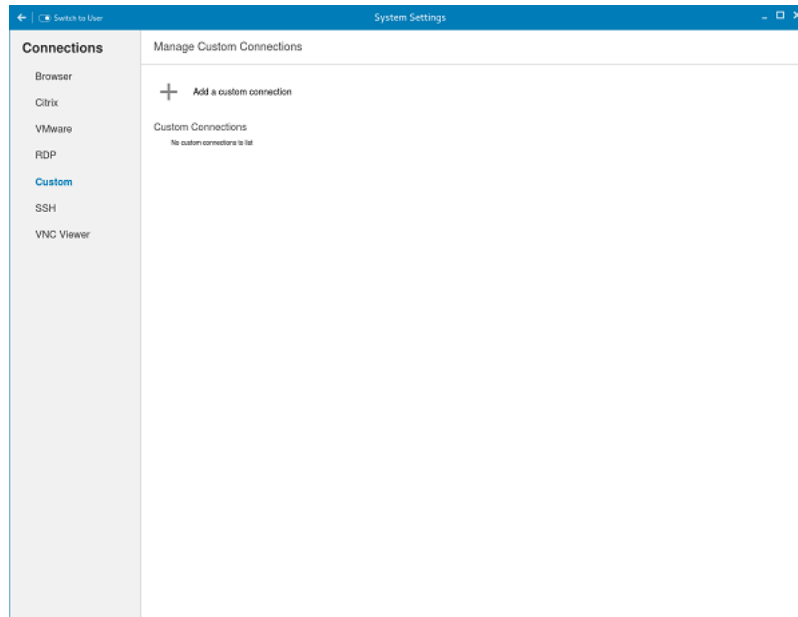 Switch to User
System Settings
Connections
Browser
Citrix
VMware
RDP
Custom
SSH
VNC Viewer
Manage Custom Connections
Add a custom connection
Custom Connections
No custom connections to list